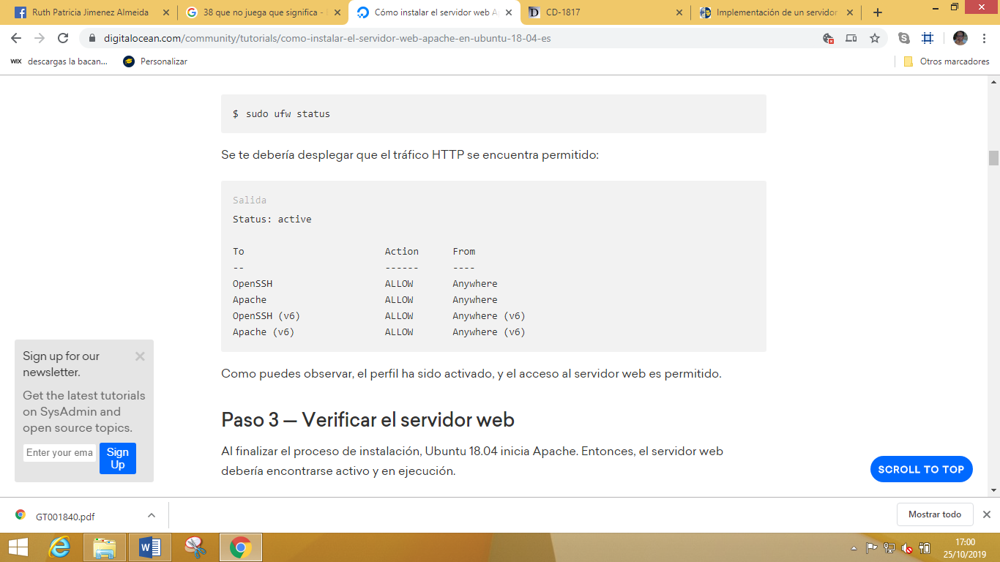 Ruth Patricia Jimenez Almeida
38 que no juega que significa -
Cómo instalar el servidor web A
CD-1817
Implementación de un servidor
digitalocean.com/community/tutorials/como-instalar-el-servidor-web-apache-en-ubuntu-18-04-es
WIX descargas la bacan...
Personalizar
Otros marcadores
$ sudo ufw status
Se te debería desplegar que el tráfico HTTP se encuentra permitido:
Salida
Status: active
To Action From
-- ------ ----
OpenSSH ALLOW Anywhere
Apache ALLOW Anywhere
OpenSSH (v6) ALLOW Anywhere (v6)
Apache (v6) ALLOW Anywhere (v6)
Como puedes observar, el perfil ha sido activado, y el acceso al servidor web es permitido.
Paso 3 — Verificar el servidor web
Al finalizar el proceso de instalación, Ubuntu 18.04 inicia Apache. Entonces, el servidor web
debería encontrarse activo y en ejecución.
Sign up for our
newsletter.
Get the latest tutorials
on SysAdmin and
open source topics.
Enter your ema
Sign
Up
SCROLL TO TOP
GT001840.pdf
Mostrar todo
17:00
25/10/2019